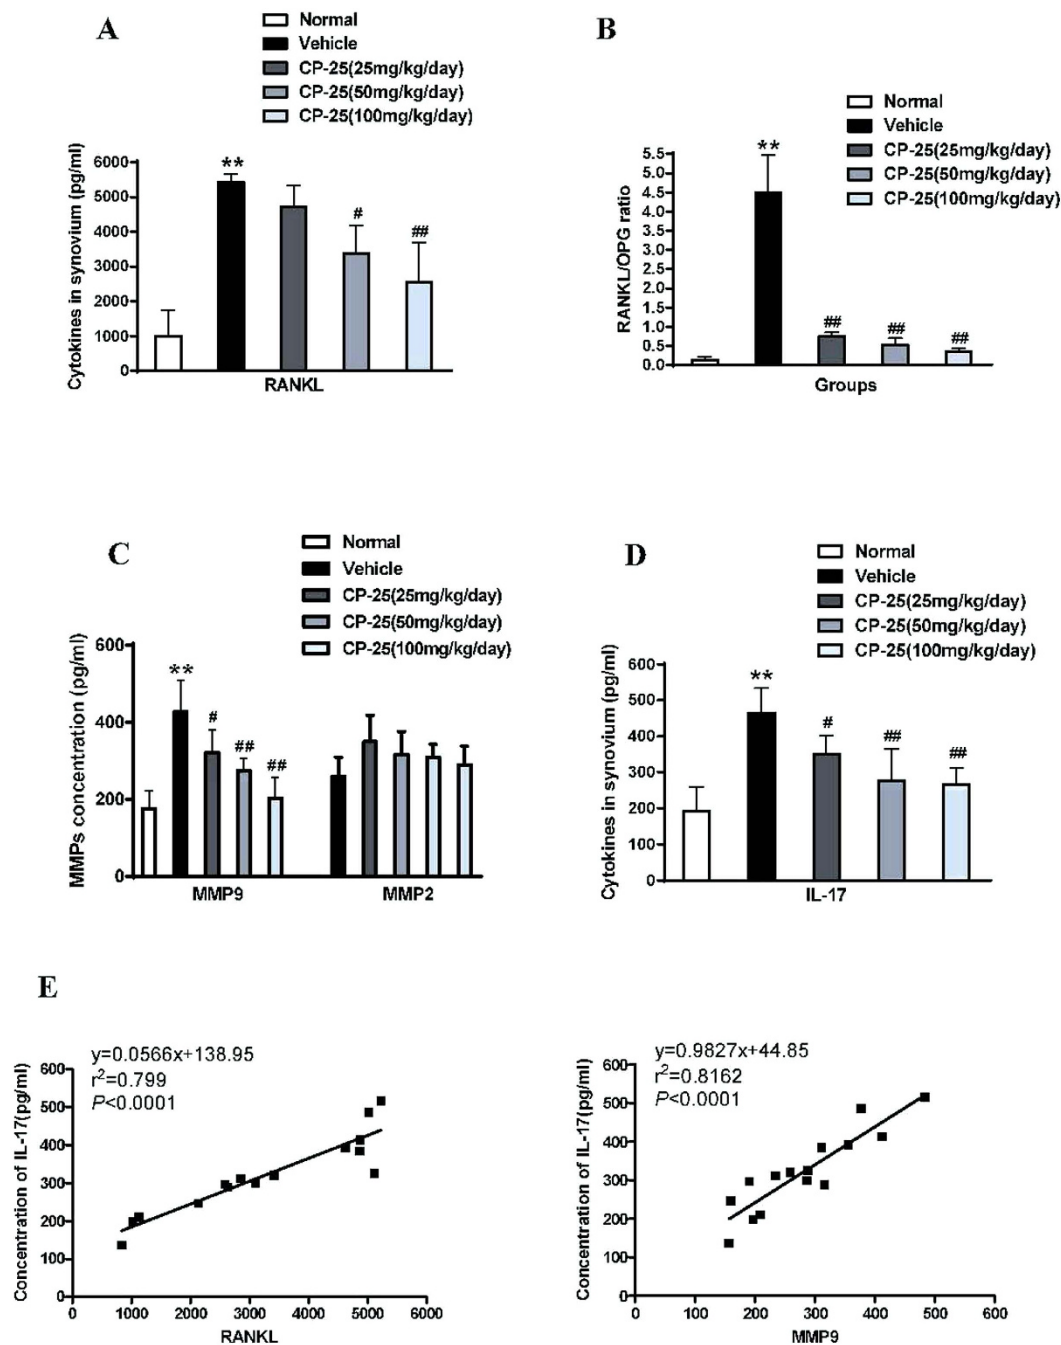 A
Normal
Vehicle
CP-25(25mg/kg/day)
CP-25(50mg/kg/day)
CP-25(100mg/kg/day)
Cytokines in synovium (pg/ml)
6000
5000
4000
3000
2000
1000
0
**
#
##
RANKL
B
Normal
Vehicle
CP-25(25mg/kg/day)
CP-25(50mg/kg/day)
CP-25(100mg/kg/day)
RANKL/OPG ratio
5.5
5.0
4.5
4.0
3.5
3.0
2.5
2.0
1.5
1.0
0.5
0.0
**
##
##
##
Groups
C
Normal
Vehicle
CP-25(25mg/kg/day)
CP-25(50mg/kg/day)
CP-25(100mg/kg/day)
MMPs concentration (pg/ml)
600
400
200
0
**
#
##
##
MMP9 MMP2
D
Normal
Vehicle
CP-25(25mg/kg/day)
CP-25(50mg/kg/day)
CP-25(100mg/kg/day)
Cytokines in synovium (pg/ml)
600
500
400
300
200
100
0
**
#
##
##
IL-17
E
y=0.0566x+138.95
r²=0.799
P<0.0001
Concentration of IL-17(pg/ml)
600
500
400
300
200
100
0
0 1000 2000 3000 4000 5000 6000
RANKL
y=0.9827x+44.85
r²=0.8162
P<0.0001
Concentration of IL-17(pg/ml)
600
500
400
300
200
100
0
0 100 200 300 400 500 600
MMP9